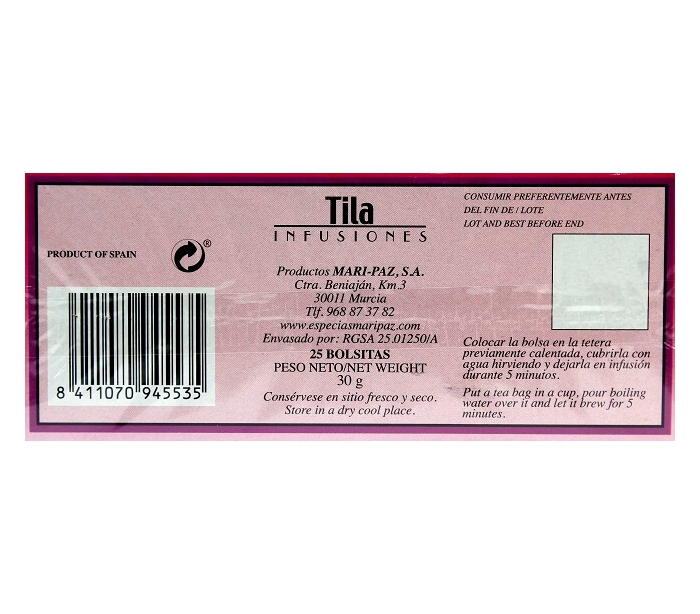 Tila
INFUSIONES
PRODUCT OF SPAIN
®
Productos MARI-PAZ, S.A.
Ctra. Beniaján, Km.3
30011 Murcia
Tlf. 968 87 37 82
www.especiasmaripaz.com
Envasado por: RGSA 25.01250/A
25 BOLSITAS
PESO NETO/NET WEIGHT
30 g
Consérvese en sitio fresco y seco.
Store in a dry cool place.
8 411070 945535
CONSUMIR PREFERENTEMENTE ANTES
DEL FIN DE / LOTE
LOT AND BEST BEFORE END
Colocar la bolsa en la tetera
previamente calentada, cubrirla con
agua hirviendo y dejarla en infusión
durante 5 minutos.
Put a tea bag in a cup, pour boiling
water over it and let it brew for 5
minutes.